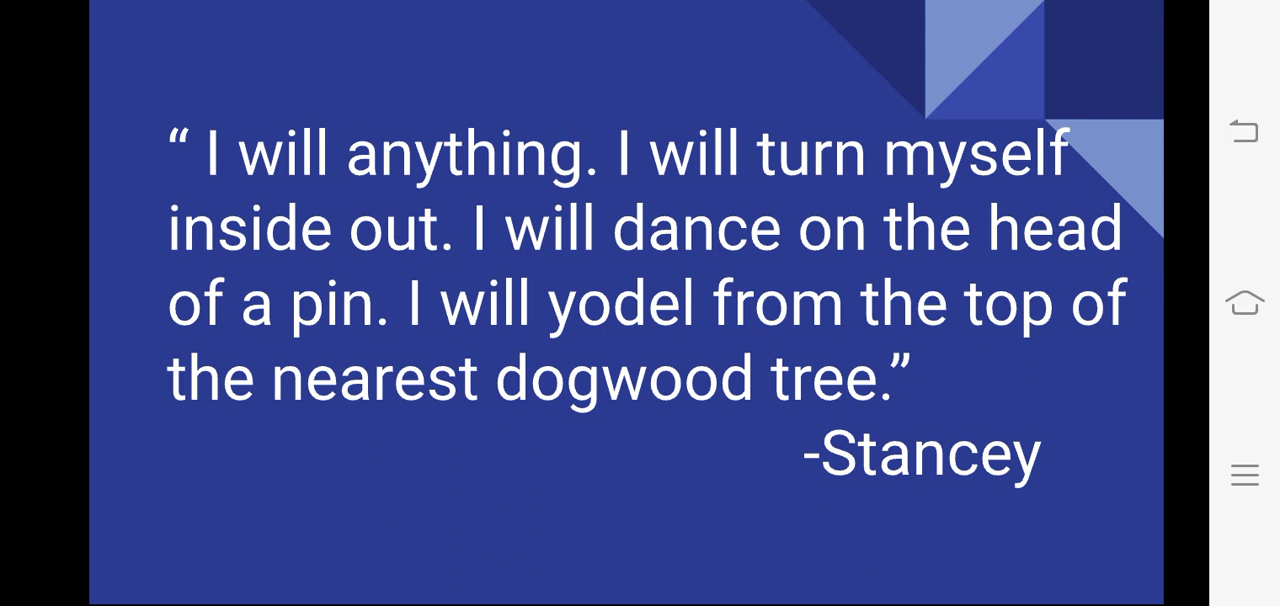 “ I will anything. I will turn myself
inside out. I will dance on the head
of a pin. I will yodel from the top of
the nearest dogwood tree.”
-Stancey